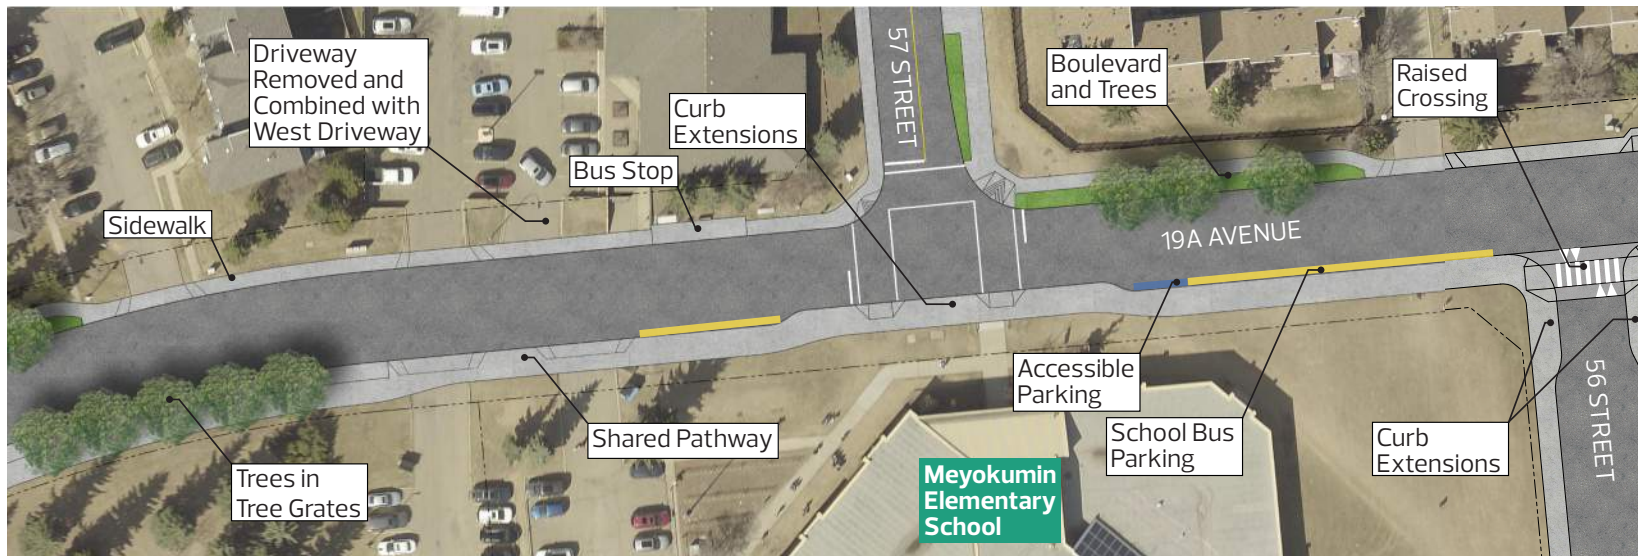 Driveway
Removed and
Combined with
West Driveway
Curb
Extensions
57 STREET
Boulevard
and Trees
Raised
Crossing
Bus Stop
Sidewalk
19A AVENUE
Accessible
Parking
School Bus
Parking
Curb
Extensions
56 STREET
Shared Pathway
Trees in
Tree Grates
Meyokumin
Elementary
School